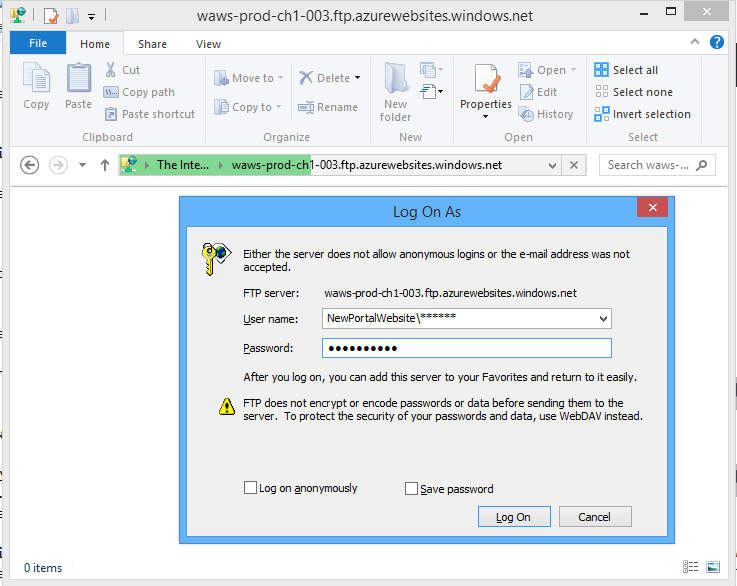 waws-prod-ch1-003.ftp.azurewebsites.windows.net
File Home Share View
Copy
Paste
Cut
Copy path
Paste shortcut
Clipboard
Move to
Copy to
Delete
Rename
Organize
New
folder
New
Properties
Open
Edit
History
Open
Select all
Select none
Invert selection
Select
The Inte... waws-prod-ch1-003.ftp.azurewebsites.windows.net
Search waws-...
Log On As
Either the server does not allow anonymous logins or the e-mail address was not
accepted.
FTP server: waws-prod-ch1-003.ftp.azurewebsites.windows.net
User name: NewPortalWebsite\******
Password: ●●●●●●●●●●
After you log on, you can add this server to your Favorites and return to it easily.
FTP does not encrypt or encode passwords or data before sending them to the
server. To protect the security of your passwords and data, use WebDAV instead.
Log on anonymously Save password
Log On Cancel
0 items